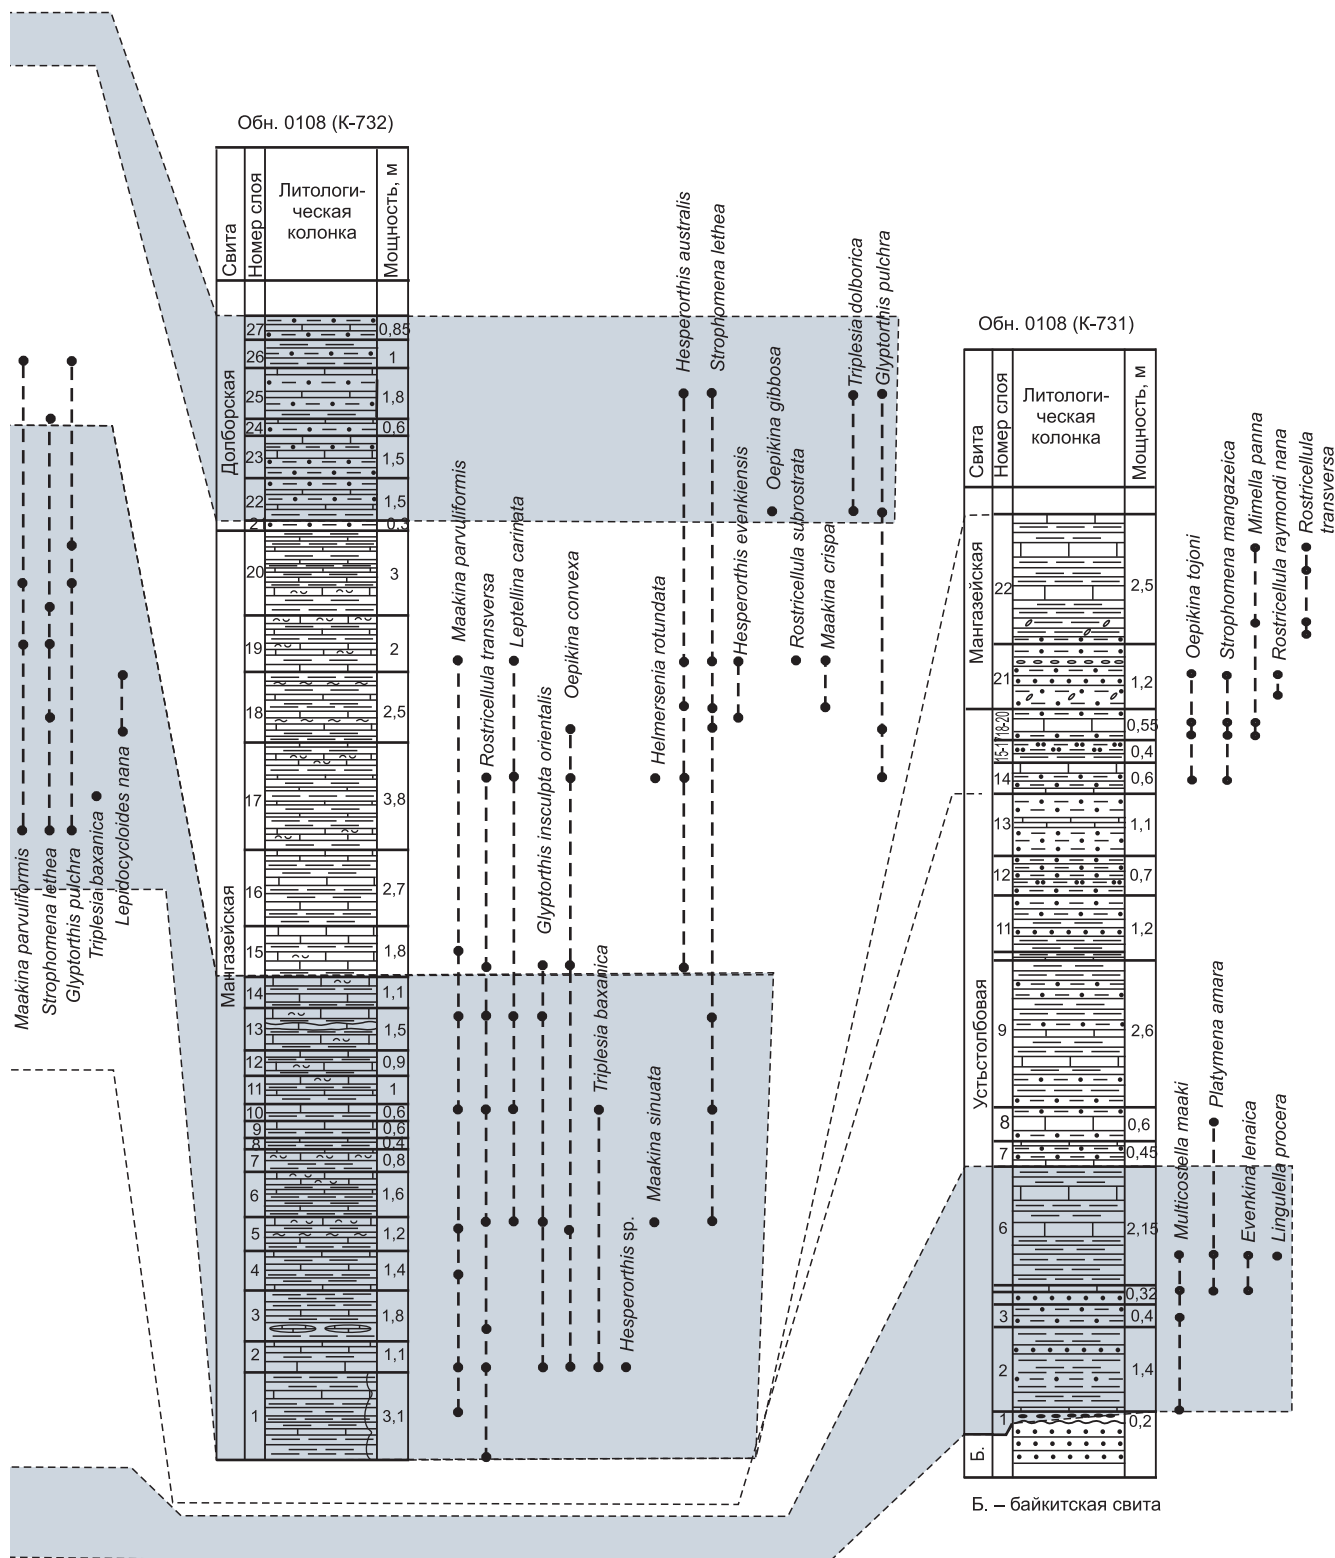 Обн. 0108 (К-732)
Свита
Номер слоя
Литологи-
ческая
колонка
Мощность, м
Долборская
Мангазейская
27
0,85
26
1
25
1,8
24
0,6
23
1,5
22
1,5
2
0,3
20
3
19
2
18
2,5
17
3,8
16
2,7
15
1,8
14
1,1
13
1,5
12
0,9
11
1
10
0,6
9
0,6
8
0,4
7
0,8
6
1,6
5
1,2
4
1,4
3
1,8
2
1,1
1
3,1
Maakina parvuliformis
Strophomena lethea
Glyptorthis pulchra
Triplesia baxanica
Lepidocycloides nana
Maakina parvuliformis
Rostricellula transversa
Leptellina carinata
Glyptorthis insculpta orientalis
Oepikina convexa
Triplesia baxanica
Hesperorthis sp.
Maakina sinuata
Helmersenia rotundata
Hesperorthis australis
Strophomena lethea
Hesperorthis evenkiensis
Oepikina gibbosa
Rostricellula subrostrata
Maakina crispa
Triplesia dolborica
Glyptorthis pulchra
Обн. 0108 (К-731)
Свита
Номер слоя
Литологи-
ческая
колонка
Мощность, м
Мангазейская
Устьстолбовая
Б.
22
2,5
21
1,2
18-20
0,55
15-17
0,4
14
0,6
13
1,1
12
0,7
11
1,2
9
2,6
8
0,6
7
0,45
6
2,15
0,32
3
0,4
2
1,4
1
0,2
Oepikina tojoni
Strophomena mangazeica
Mimella panna
Rostricellula raymondi nana
Rostricellula
transversa
Multicostella maaki
Platymena amara
Evenkina lenaica
Lingulella procera
Б. – байкитская свита